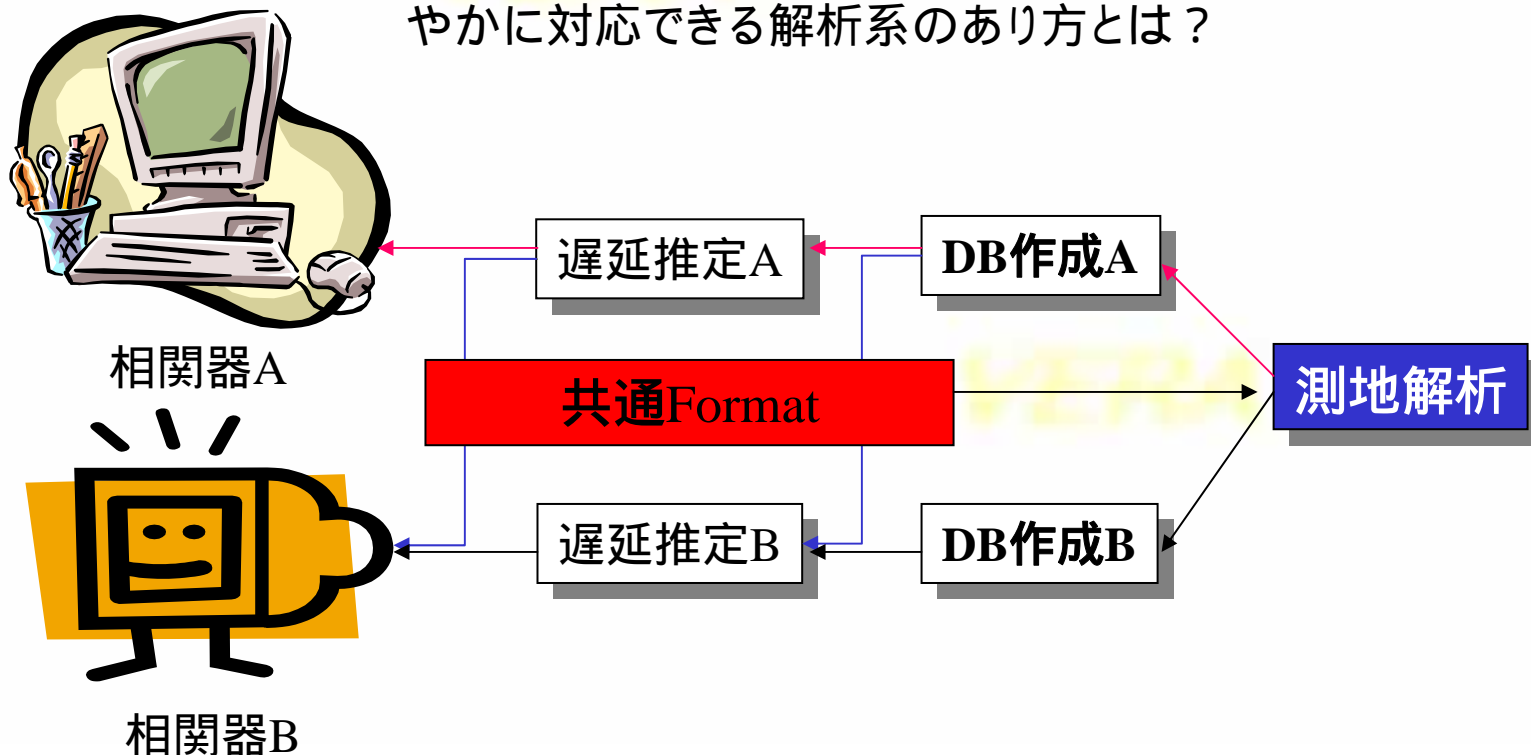 やかに対応できる解析系のあり方とは？
遅延推定A
DB作成A
相関器A
共通Format
測地解析
遅延推定B
DB作成B
相関器B
VERA